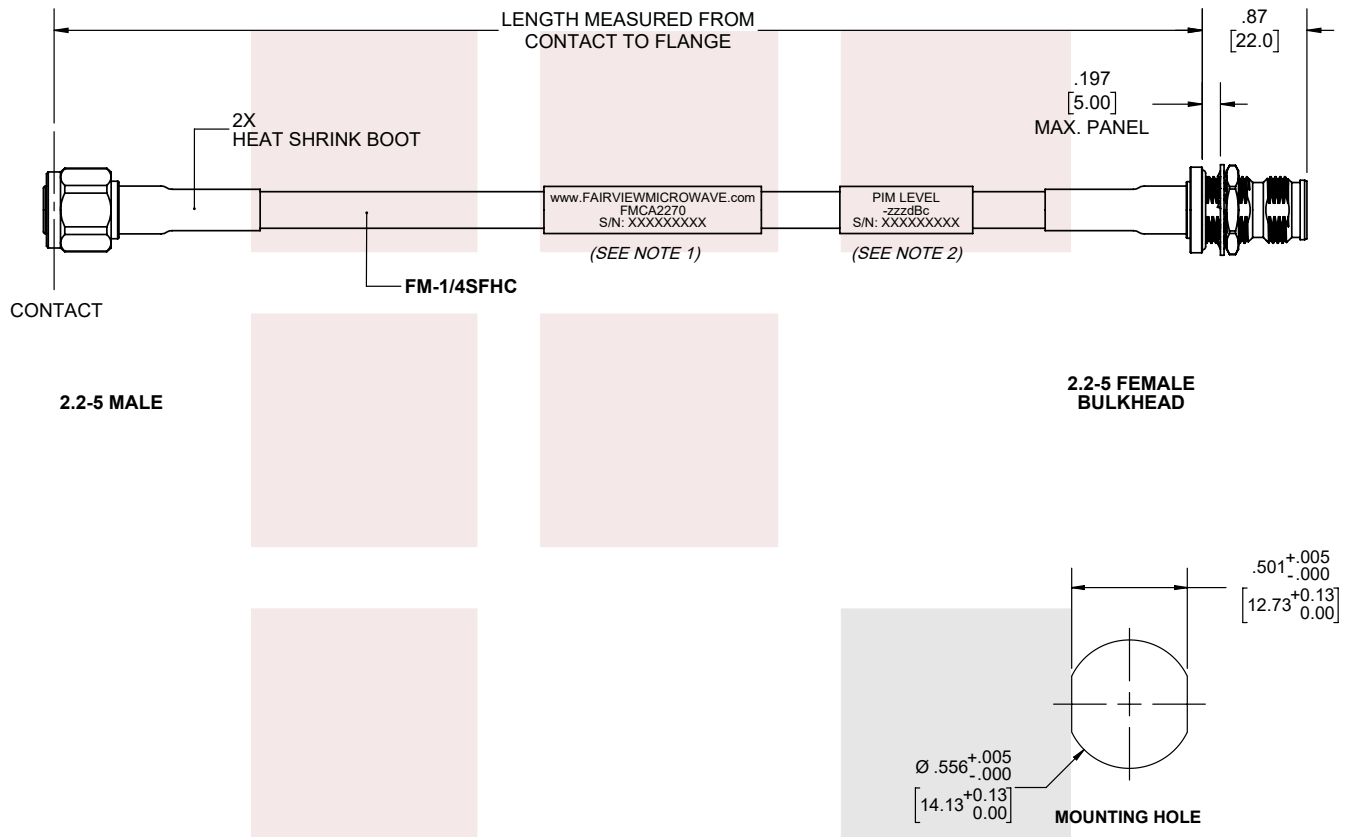 LENGTH MEASURED FROM
CONTACT TO FLANGE
.87
[22.0]
.197
[5.00]
MAX. PANEL
2X
HEAT SHRINK BOOT
www.FAIRVIEWMICROWAVE.com
FMCA2270
S/N: XXXXXXXXX
PIM LEVEL
-zzzdBc
S/N: XXXXXXXXX
(SEE NOTE 1)
(SEE NOTE 2)
FM-1/4SFHC
CONTACT
2.2-5 MALE
2.2-5 FEMALE
BULKHEAD
.501 +.005
-.000
[12.73 +0.13
0.00]
Ø .556 +.005
-.000
[14.13 +0.13
0.00]
MOUNTING HOLE